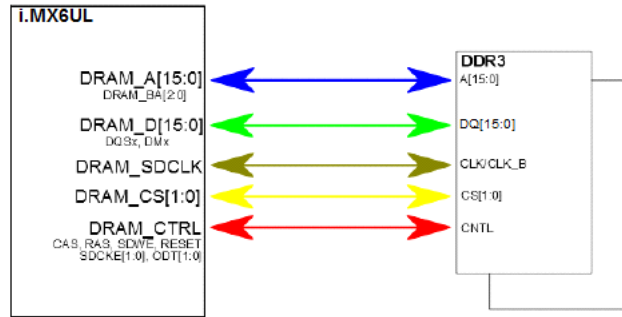 i.MX6UL
DRAM_A[15:0]
DRAM_BA[2:0]
DRAM_D[15:0]
DQSx, DMx
DRAM_SDCLK
DRAM_CS[1:0]
DRAM_CTRL
CAS, RAS, SDWE, RESET
SDCKE[1:0], ODT[1:0]
DDR3
A[15:0]
DQ[15:0]
CLK/CLK_B
CS[1:0]
CNTL